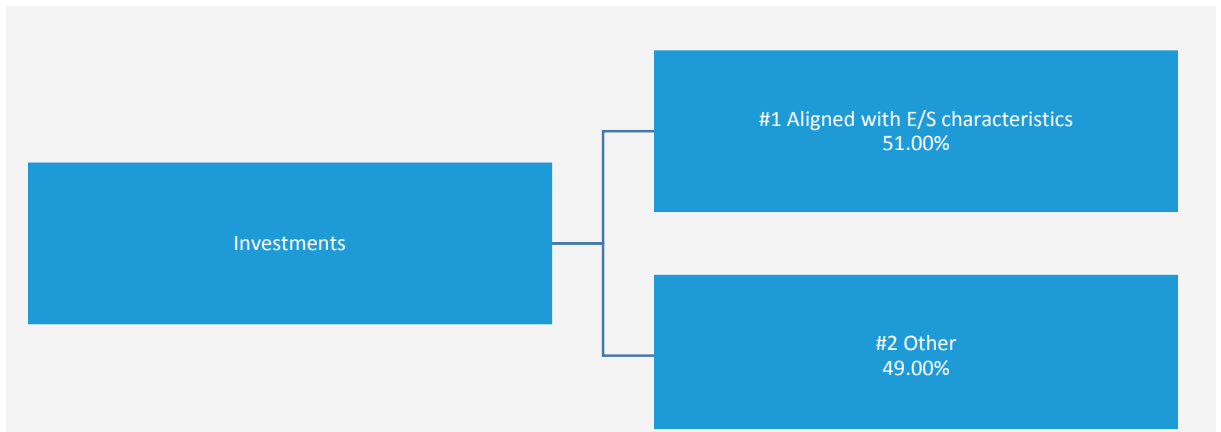 #1 Aligned with E/S characteristics
51.00%
Investments
#2 Other
49.00%